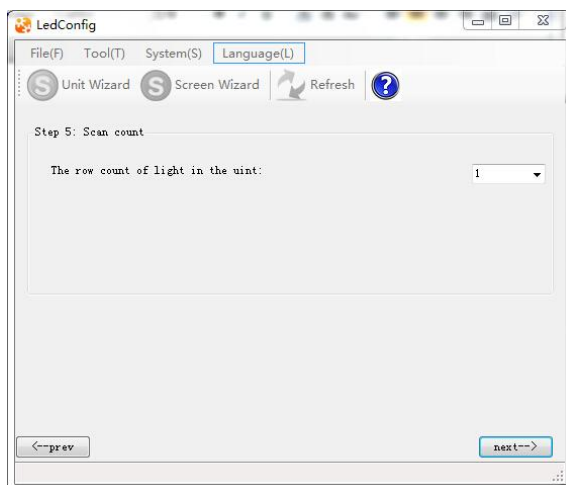 LedConfig
File(F) Tool(T) System(S) Language(L)
S Unit Wizard S Screen Wizard Refresh ?
Step 5: Scan count
The row count of light in the uint: 1
<--prev next-->